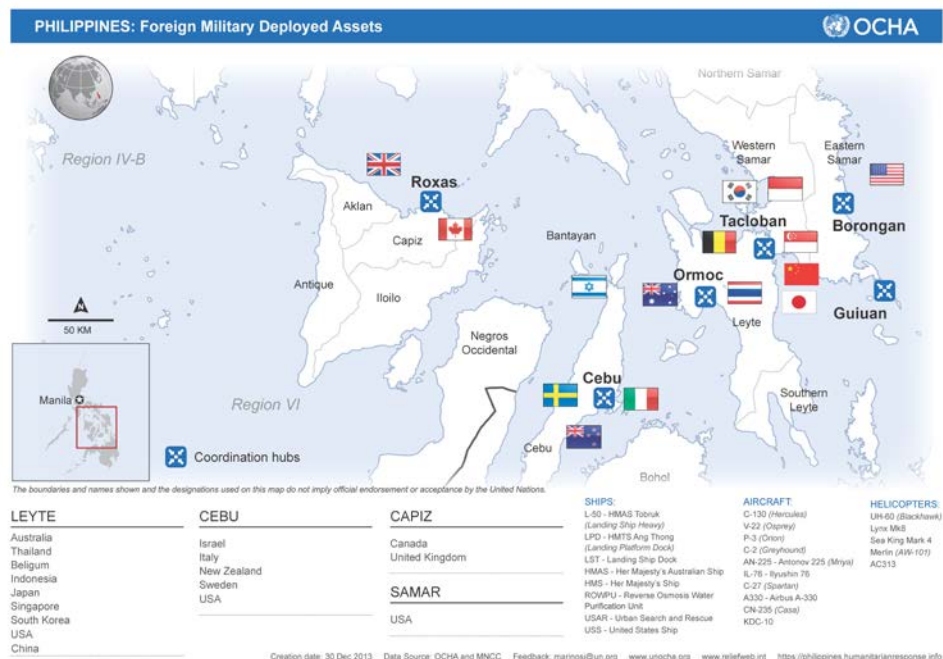 PHILIPPINES: Foreign Military Deployed Assets
OCHA
Northern Samar
Region IV-B
Western
Samar
Eastern
Samar
Roxas
Aklan
Tacloban
Borongan
Capiz
Bantayan
Antique
Iloilo
Ormoc
Guiuan
50 KM
N
Leyte
Negros
Occidental
Manila
Cebu
Region VI
Southern
Leyte
Coordination hubs
Cebu
Bohol
The boundaries and names shown and the designations used on this map do not imply official endorsement or acceptance by the United Nations.
LEYTE
Australia
Thailand
Beligum
Indonesia
Japan
Singapore
South Korea
USA
China
CEBU
Israel
Italy
New Zealand
Sweden
USA
CAPIZ
Canada
United Kingdom
SAMAR
USA
SHIPS:
L-50 - HMAS Tobruk
(Landing Ship Heavy)
LPD - HMTS Ang Thong
(Landing Platform Dock)
LST - Landing Ship Dock
HMAS - Her Majesty's Australian Ship
HMS - Her Majesty's Ship
ROWPU - Reverse Osmosis Water
Purification Unit
USAR - Urban Search and Rescue
USS - United States Ship
AIRCRAFT:
C-130 (Hercules)
V-22 (Osprey)
P-3 (Orion)
C-2 (Greyhound)
AN-225 - Antonov 225 (Mriya)
IL-76 - Ilyushin 76
C-27 (Spartan)
A330 - Airbus A-330
CN-235 (Casa)
KDC-10
HELICOPTERS:
UH-60 (Blackhawk)
Lynx Mk8
Sea King Mark 4
Merlin (AW-101)
AC313
Creation date: 30 Dec 2013 Data Source: OCHA and MNCC Feedback: marinosi@un.org www.unocha.org www.reliefweb.int https://philippines.humanitarianresponse.info